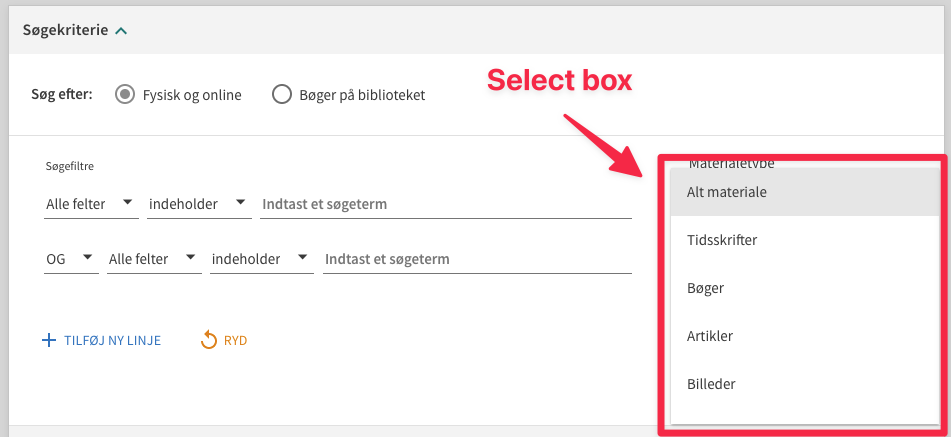 Søgekriterie
Søg efter: Fysisk og online Bøger på biblioteket
Select box
Søgefiltre
Alle felter indeholder Indtast et søgeterm
OG Alle felter indeholder Indtast et søgeterm
TILFØJ NY LINJE RYD
Materialetype
Alt materiale
Tidsskrifter
Bøger
Artikler
Billeder